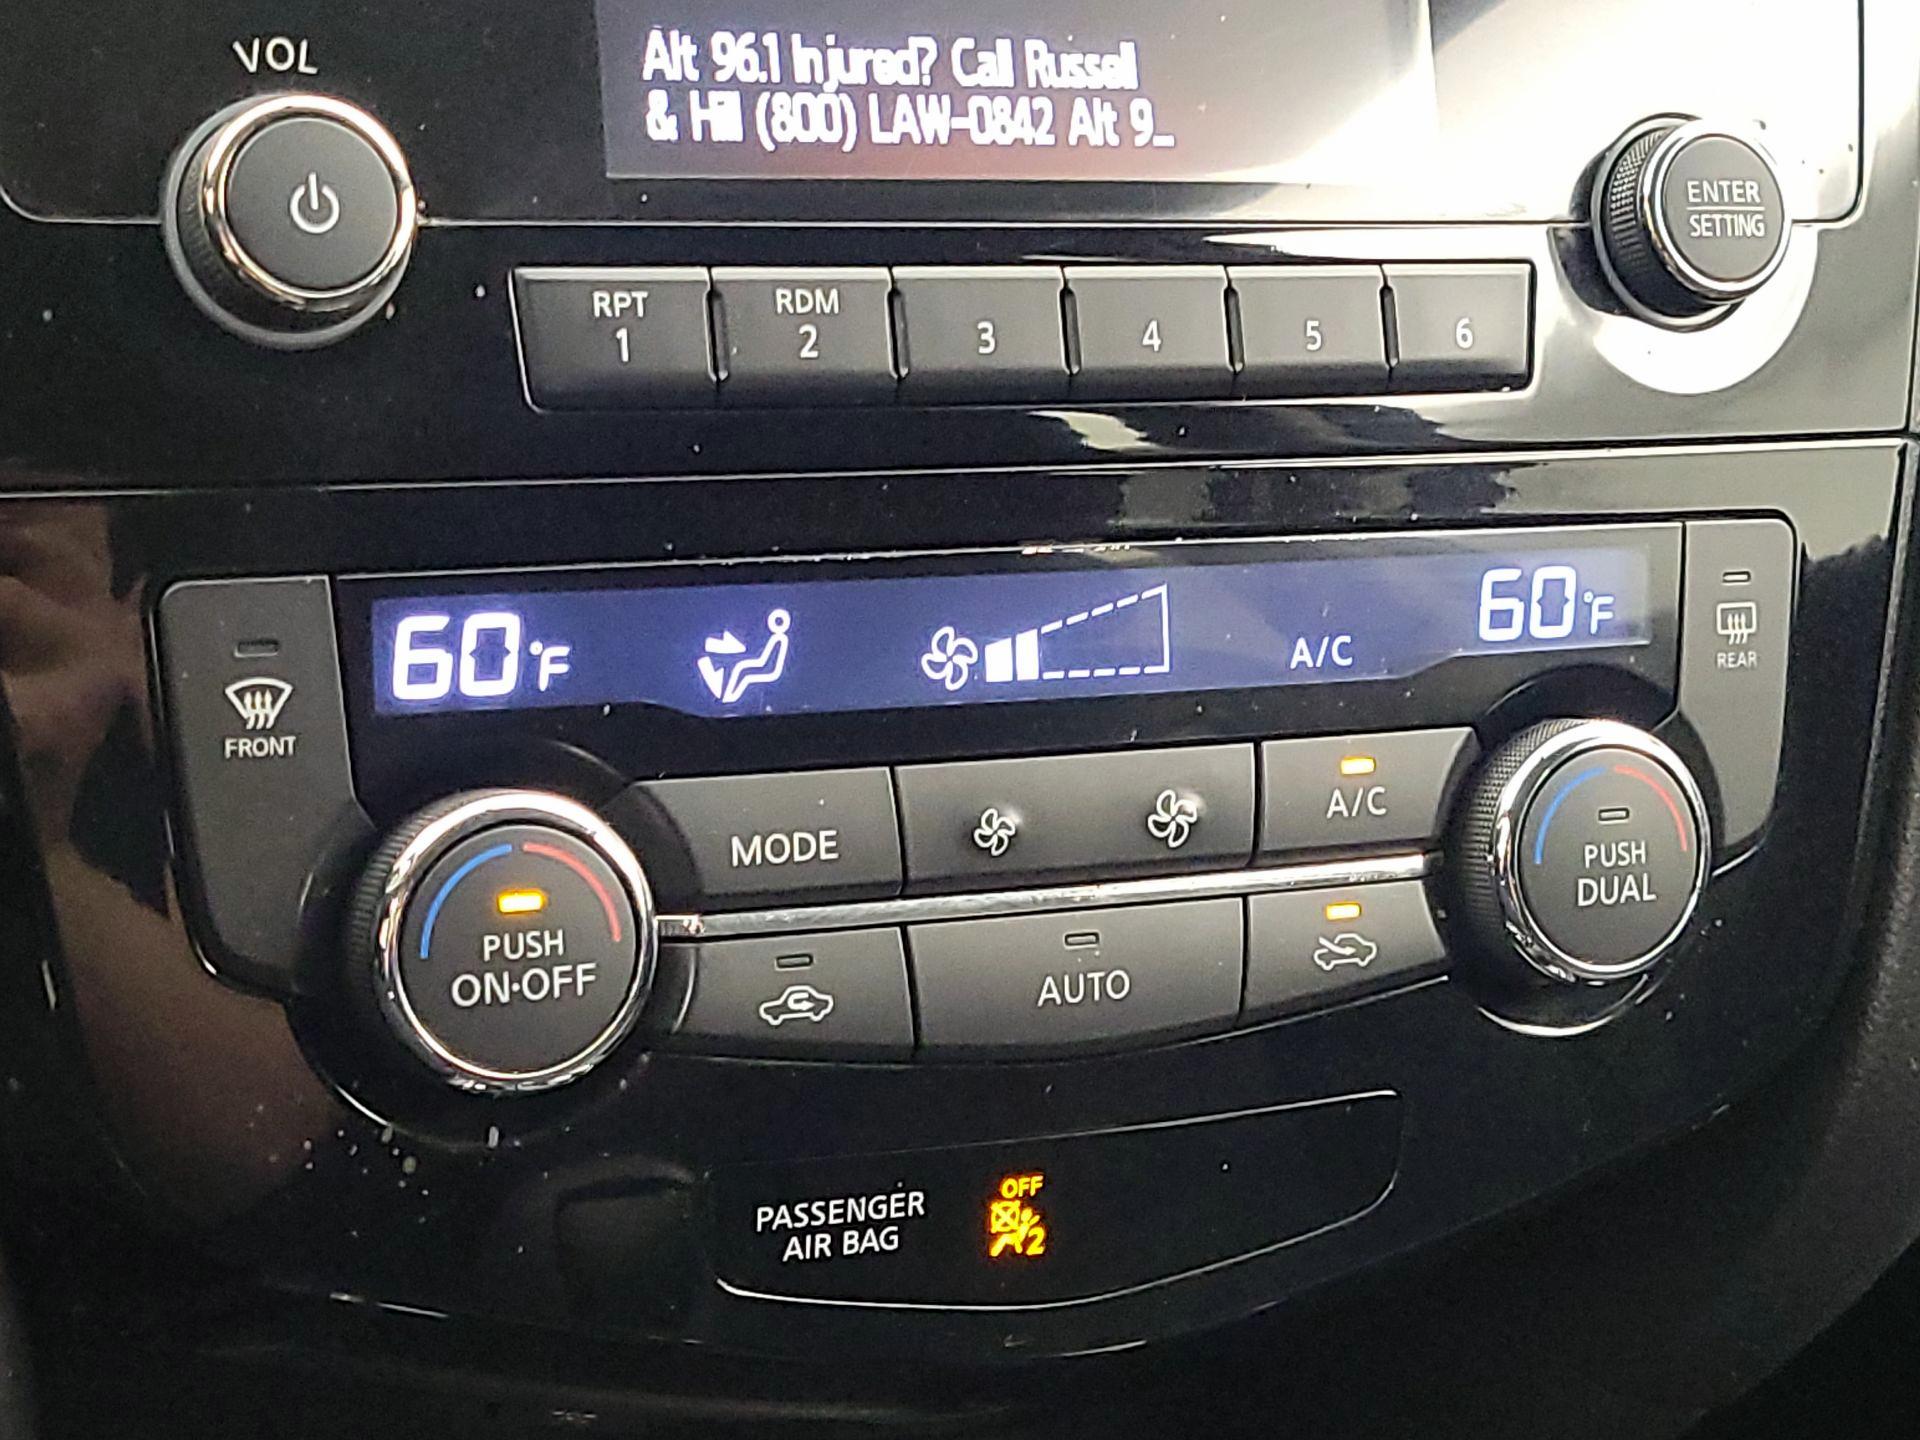 VOL
Alt 96.1 Injured? Call Russell
& Hill (800) LAW-0842 Alt 9_
ENTER
SETTING
RPT
1
RDM
2
3
4
5
6
60°F
A/C
60°F
FRONT
REAR
MODE
A/C
PUSH
ON·OFF
AUTO
PUSH
DUAL
PASSENGER
AIR BAG
OFF
2